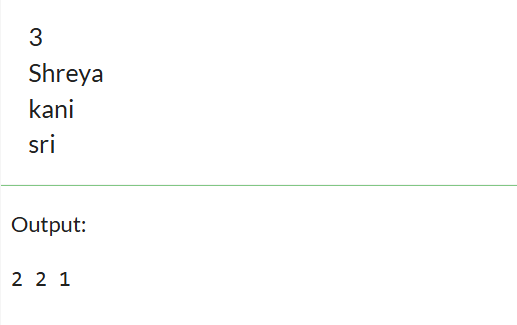 3
Shreya
kani
sri
Output:
2 2 1